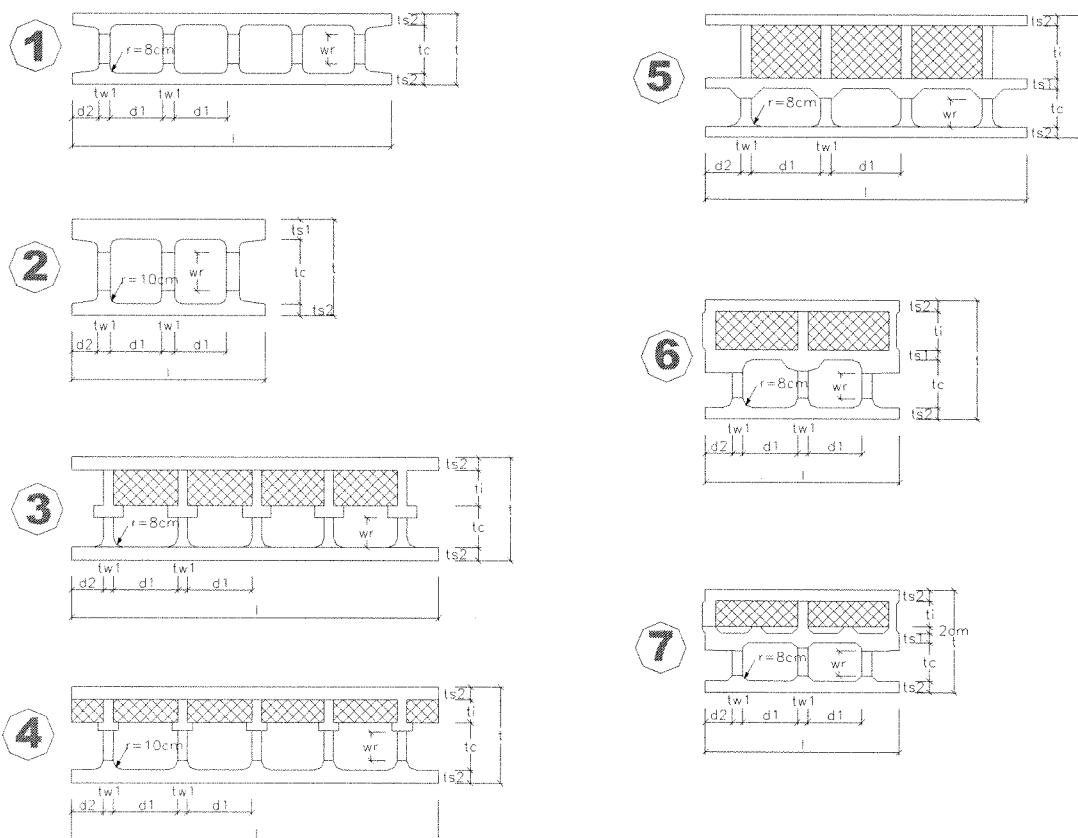 1
r=8cm
wr
ts2
tc
t
ts2
tw1
d2
d1
tw1
d1
l
2
r=10cm
wr
ts1
tc
t
ts2
tw1
tw1
d2
d1
d1
l
3
r=8cm
wr
ts2
ti
tc
t
ts2
tw1
tw1
d2
d1
d1
l
4
r=10cm
wr
ts2
ti
tc
t
ts2
tw1
tw1
d2
d1
d1
l
5
r=8cm
wr
ts2
ti
ts1
tc
ts2
tw1
tw1
d2
d1
d1
l
6
r=8cm
wr
ts2
ti
ts1
tc
t
ts2
tw1
tw1
d2
d1
d1
l
7
r=8cm
wr
ts2
ti
2cm
ts1
t
tc
ts2
tw1
tw1
d2
d1
d1
l